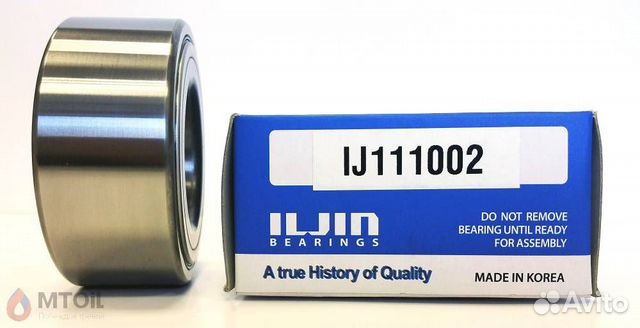 IJ111002
ILJIN
BEARINGS
DO NOT REMOVE
BEARING UNTIL READY
FOR ASSEMBLY
A true History of Quality
MADE IN KOREA
MTOiL
Avito